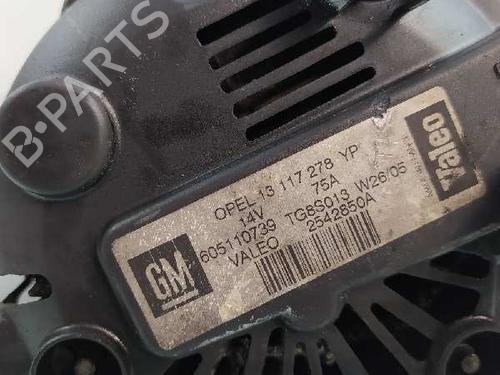 B-PARTS
OPEL 13 117 278 YP
14V 75A
605110739 TG8S013 W26/05
VALEO 2542850A
GM
Valeo